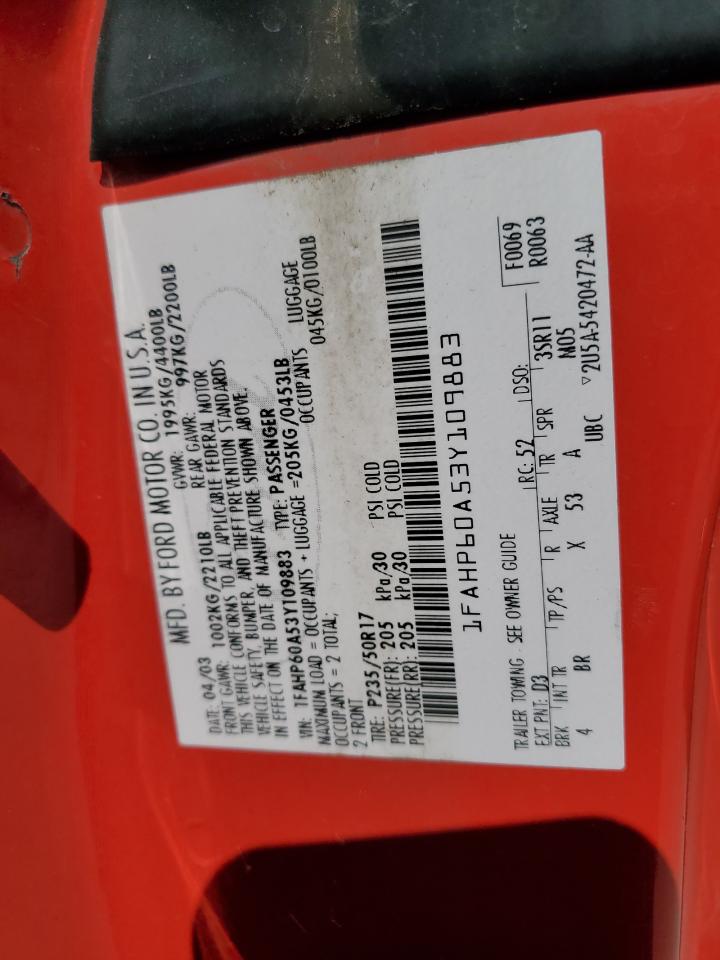 MFD. BY FORD MOTOR CO. IN U.S.A.
DATE: 04/03 GVWR: 1995KG/4400LB
FRONT GAWR: 1002KG/2210LB REAR GAWR: 997KG/2200LB
THIS VEHICLE CONFORMS TO ALL APPLICABLE FEDERAL MOTOR
VEHICLE SAFETY, BUMPER, AND THEFT PREVENTION STANDARDS
IN EFFECT ON THE DATE OF MANUFACTURE SHOWN ABOVE.
VIN: 1FAHP60A53Y109883 TYPE: PASSENGER
MAXIMUM LOAD = OCCUPANTS + LUGGAGE =205KG/0453LB
OCCUPANTS = 2 TOTAL; OCCUPANTS LUGGAGE
2 FRONT 045KG/0100LB
TIRE: P235/50R17
PRESSURE(FR): 205 kPa/30 PSI COLD
PRESSURE(RR): 205 kPa/30 PSI COLD
1FAHP60A53Y109883
TRAILER TOWING - SEE OWNER GUIDE F0069
EXT PNT: D3 RC: 52 DSO: R0063
BRK INT TR TP/PS R AXLE TR SPR 3SR11
4 BR X 53 A M05
UBC ▽2U5A-5420472-AA